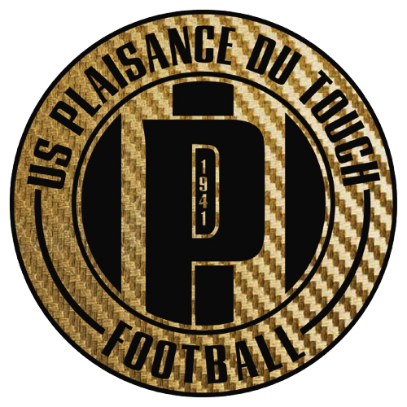 US PLAISANCE DU TOUCH
P
1941
FOOTBALL